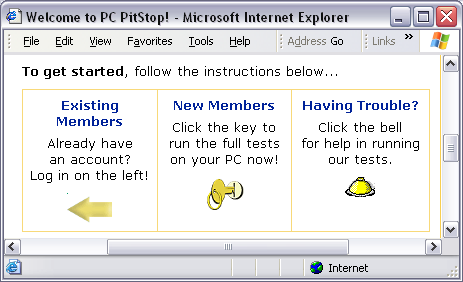 Welcome to PC PitStop! - Microsoft Internet Explorer
File Edit View Favorites Tools Help Address Go Links »
To get started, follow the instructions below...
Existing
Members
Already have
an account?
Log in on the left!
New Members
Click the key to
run the full tests
on your PC now!
Having Trouble?
Click the bell
for help in running
our tests.
Internet